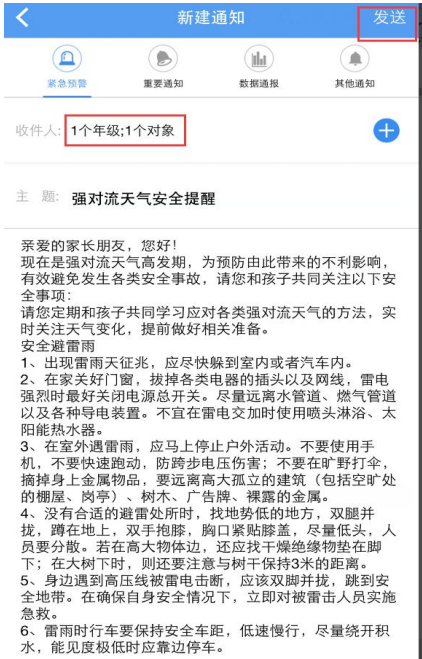 新建通知
发送
紧急预警
重要通知
数据通报
其他通知
收件人: 1个年级;1个对象
主 题: 强对流天气安全提醒
亲爱的家长朋友，您好！
现在是强对流天气高发期，为预防由此带来的不利影响，
有效避免发生各类安全事故，请您和孩子共同关注以下安
全事项：
请您定期和孩子共同学习应对各类强对流天气的方法，实
时关注天气变化，提前做好相关准备。
安全避雷雨
1、出现雷雨天征兆，应尽快躲到室内或者汽车内。
2、在家关好门窗，拔掉各类电器的插头以及网线，雷电
强烈时最好关闭电源总开关。尽量远离水管道、燃气管道
以及各种导电装置。不宜在雷电交加时使用喷头淋浴、太
阳能热水器。
3、在室外遇雷雨，应马上停止户外活动。不要使用手
机，不要快速跑动，防跨步电压伤害；不要在旷野打伞，
摘掉身上金属物品，要远离高大孤立的建筑（包括空旷处
的棚屋、岗亭）、树木、广告牌、裸露的金属。
4、没有合适的避雷处所时，找地势低的地方，双腿并
拢，蹲在地上，双手抱膝，胸口紧贴膝盖，尽量低头，人
员要分散。若在高大物体边，还应找干燥绝缘物垫在脚
下；在大树下时，则还要注意与树干保持3米的距离。
5、身边遇到高压线被雷电击断，应该双脚并拢，跳到安
全地带。在确保自身安全情况下，立即对被雷击人员实施
急救。
6、雷雨时行车要保持安全车距，低速慢行，尽量绕开积
水，能见度极低时应靠边停车。